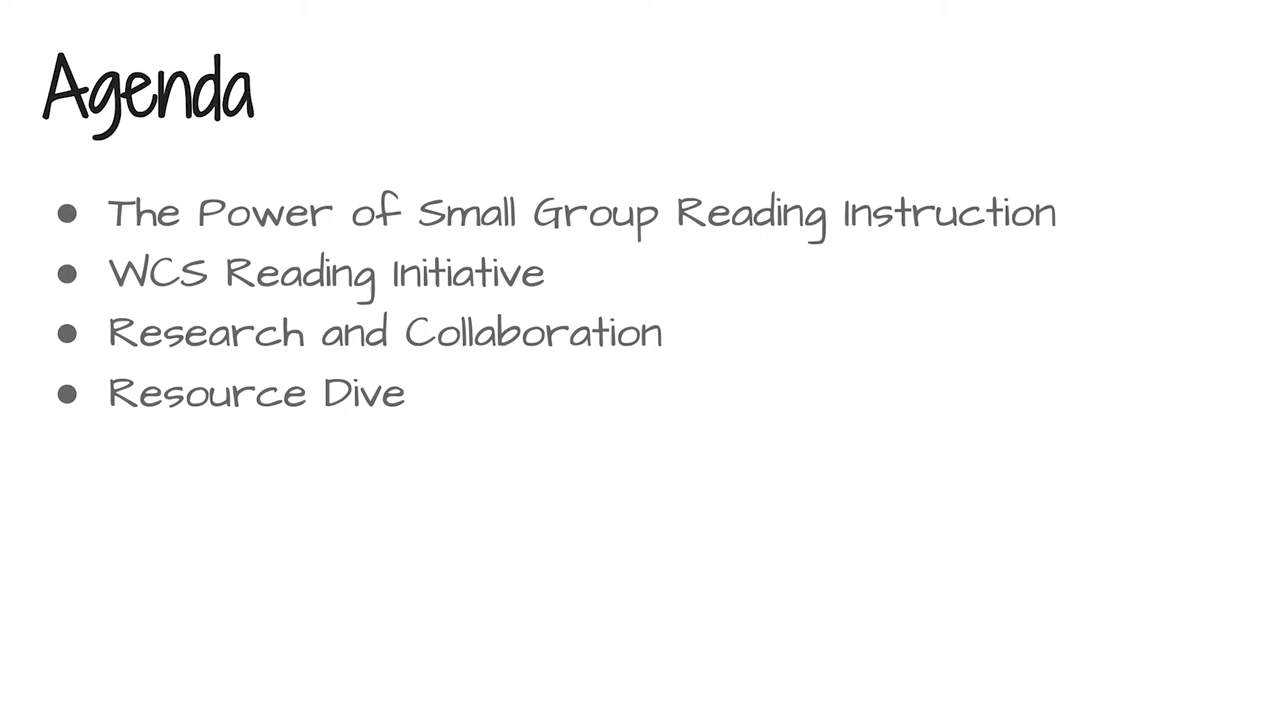 Agenda
● The Power of Small Group Reading Instruction
● WCS Reading Initiative
● Research and Collaboration
● Resource Dive